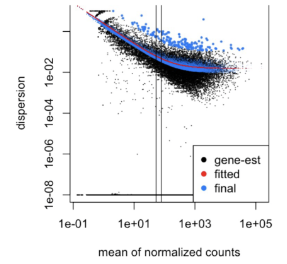 dispersion
1e-02
1e-04
1e-06
1e-08
gene-est
fitted
final
1e-01
1e+01
1e+03
1e+05
mean of normalized counts